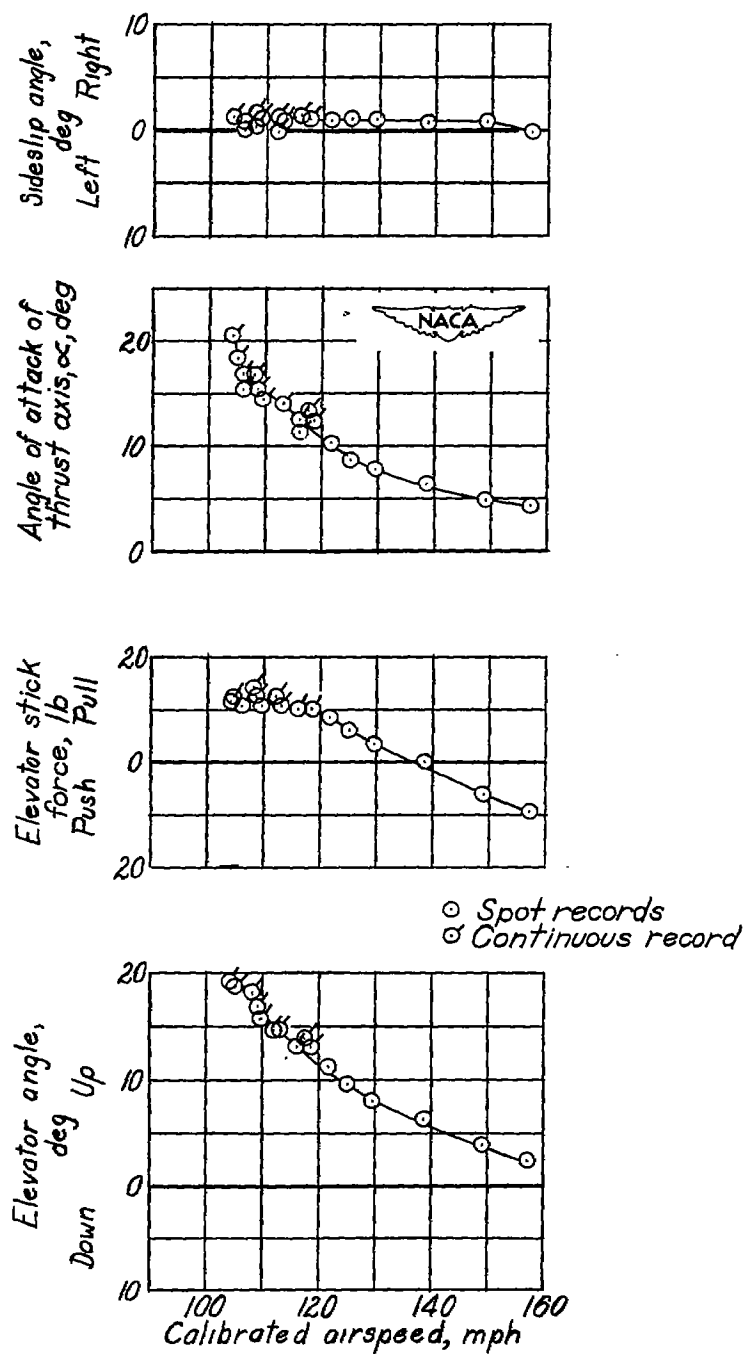 10
Sideslip angle,
deg
Left Right
0
10
NACA
20
Angle of attack of
thrust axis, ∝, deg
10
0
20
Elevator stick
force, lb
Push Pull
0
20
Spot records
Continuous record
20
Elevator angle,
deg
Down Up
10
0
10
100 120 140 160
Calibrated airspeed, mph